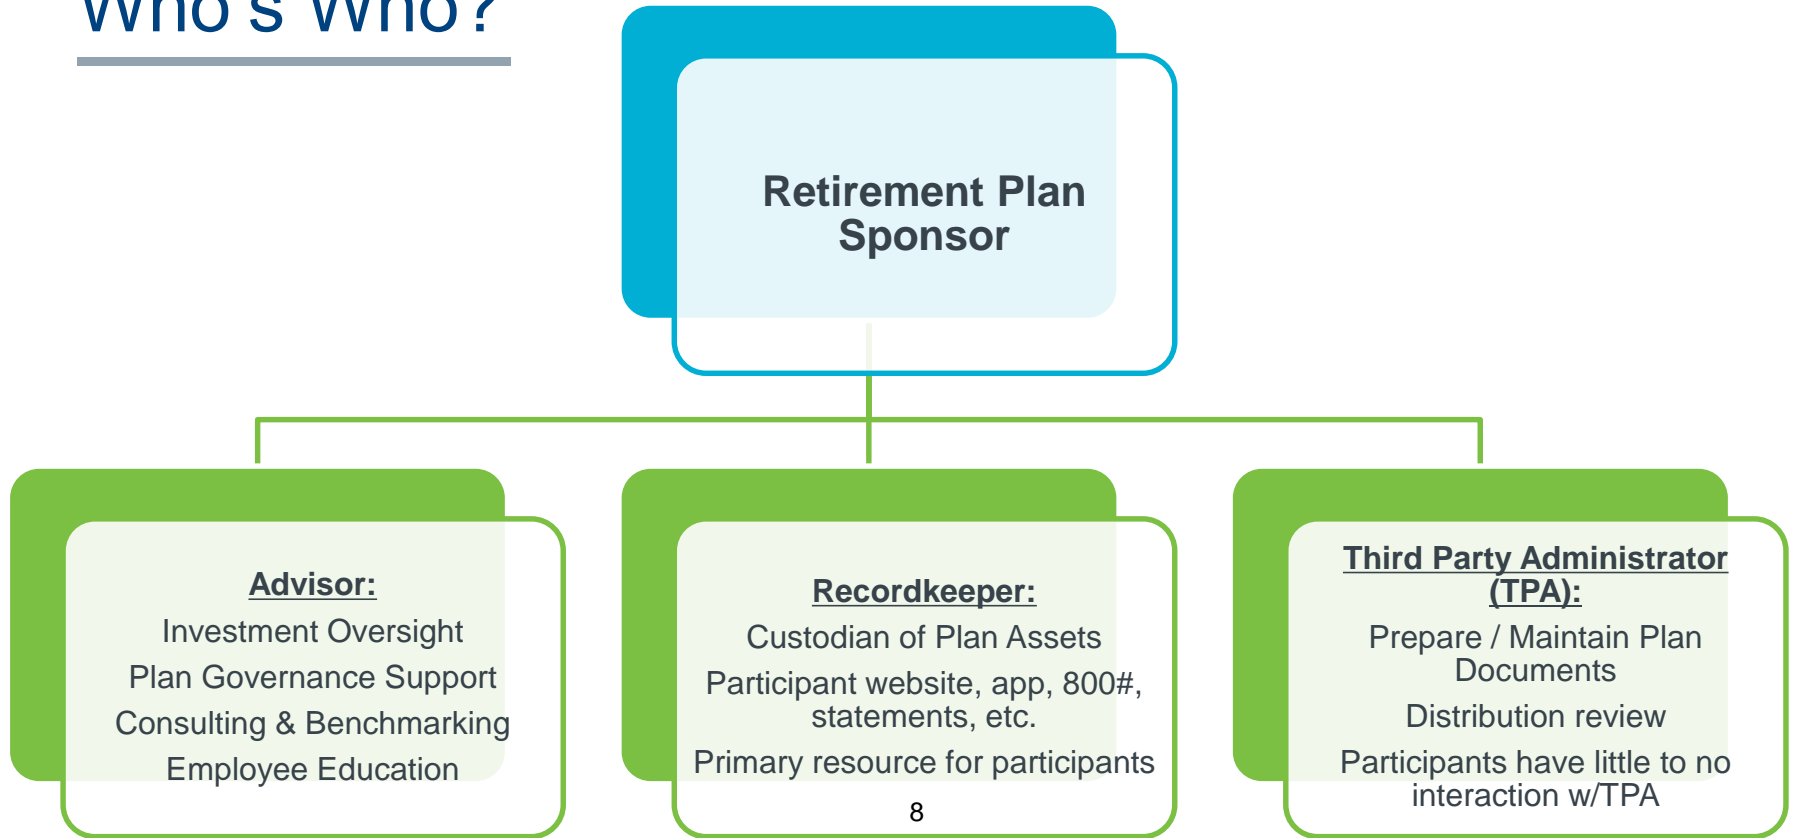 Who's Who?
Retirement Plan
Sponsor
Advisor:
Investment Oversight
Plan Governance Support
Consulting & Benchmarking
Employee Education
Recordkeeper:
Custodian of Plan Assets
Participant website, app, 800#,
statements, etc.
Primary resource for participants
Third Party Administrator
(TPA):
Prepare / Maintain Plan
Documents
Distribution review
Participants have little to no
interaction w/TPA
8